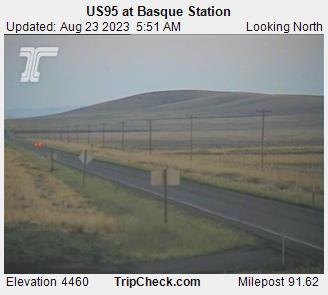 US95 at Basque Station
Updated: Aug 23 2023 5:51 AM Looking North
Elevation 4460 TripCheck.com Milepost 91.62